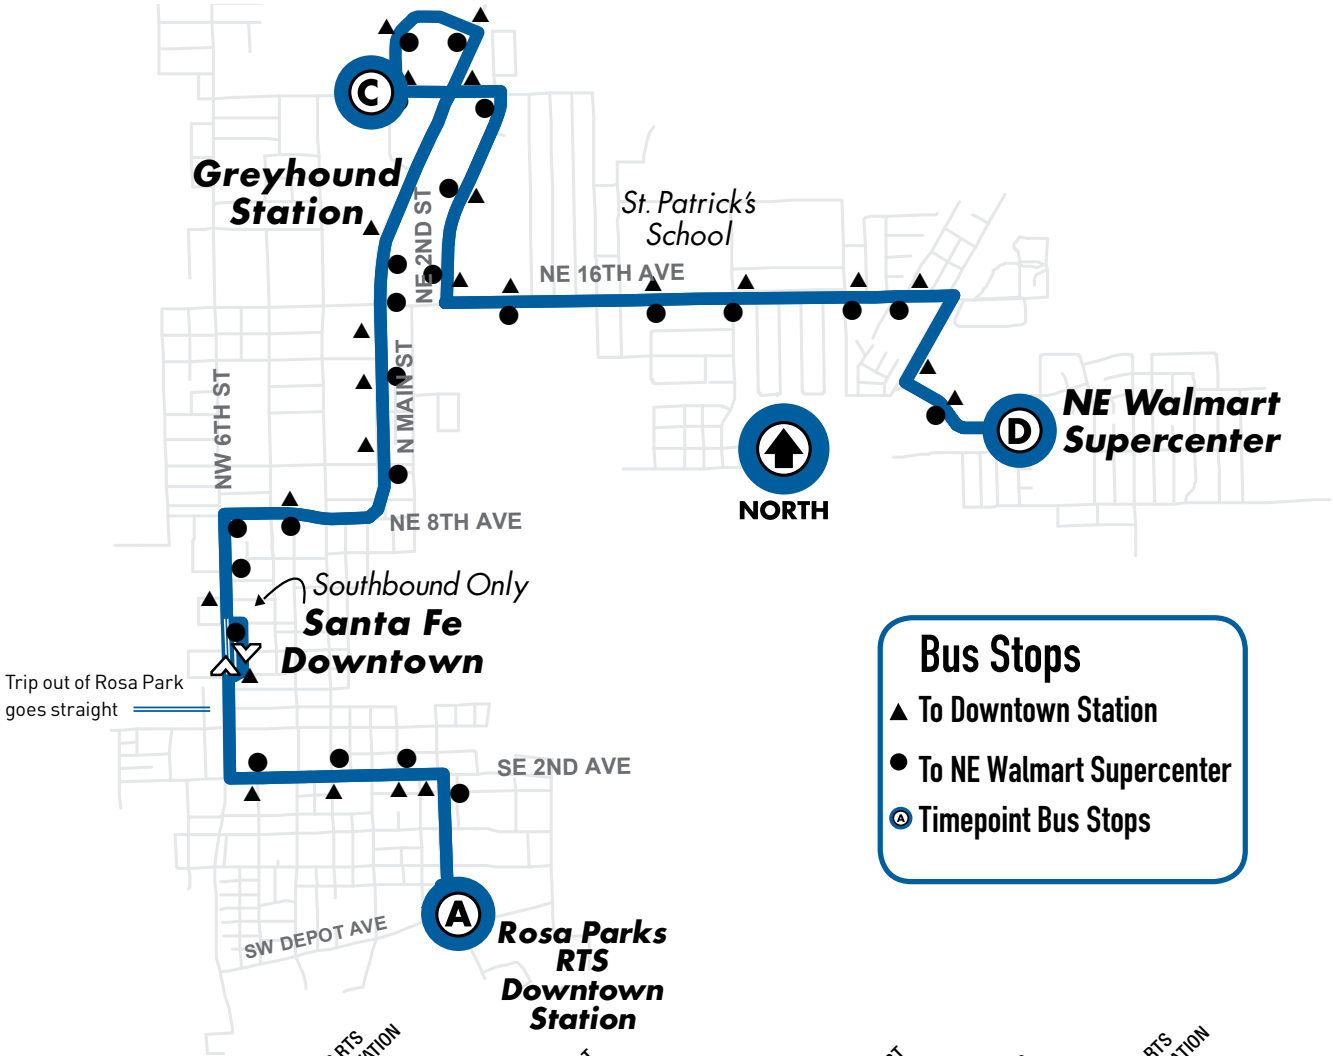 C
Greyhound
Station
NE 2ND ST
St. Patrick's
School
NE 16TH AVE
N MAIN ST
NW 6TH ST
D
NE Walmart
Supercenter
NORTH
NE 8TH AVE
Southbound Only
Santa Fe
Downtown
Trip out of Rosa Park
goes straight
SE 2ND AVE
Bus Stops
To Downtown Station
To NE Walmart Supercenter
A
Timepoint Bus Stops
SW DEPOT AVE
A
Rosa Parks
RTS
Downtown
Station
RTS
RTS